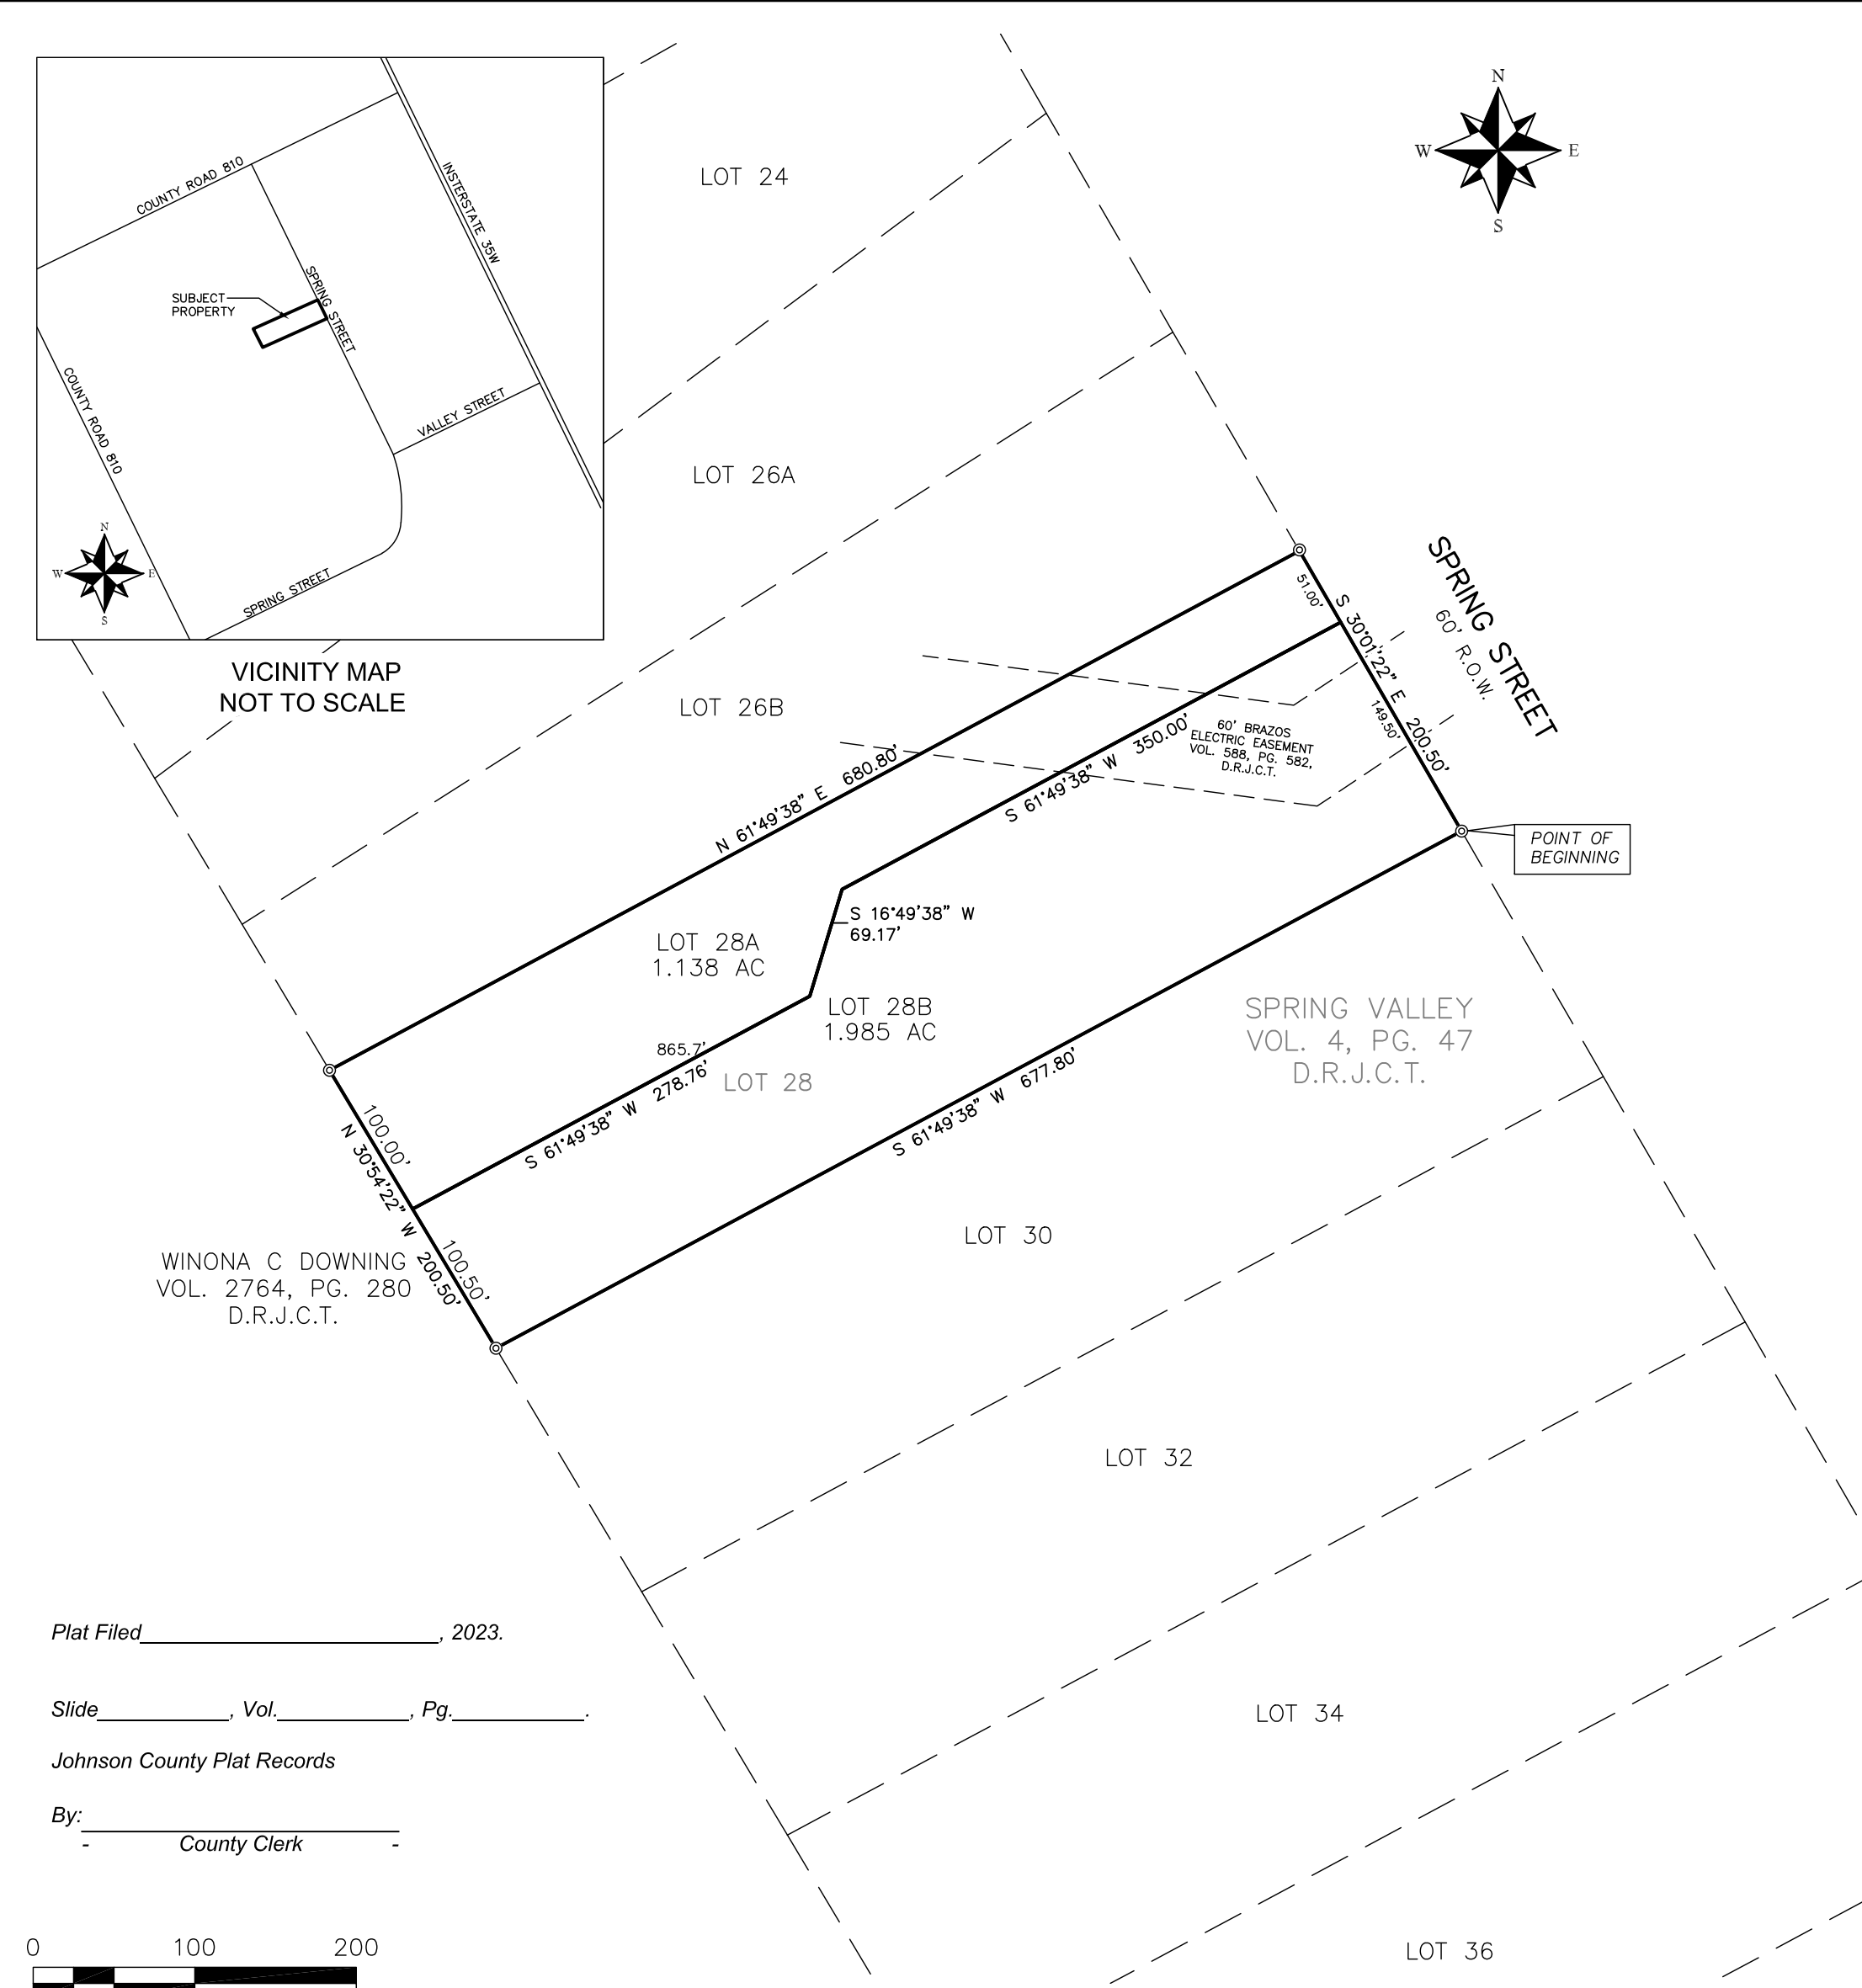 COUNTY ROAD 810
INSTERSTATE 35W
SPRING STREET
SUBJECT
PROPERTY
COUNTY ROAD 810
VALLEY STREET
SPRING STREET
N
W
E
S
VICINITY MAP
NOT TO SCALE
N
W
E
S
LOT 24
LOT 26A
LOT 26B
SPRING STREET
60' R.O.W.
51.00'
S 30°01'22" E 200.50'
149.50'
60' BRAZOS
ELECTRIC EASEMENT
VOL. 588, PG. 582,
D.R.J.C.T.
N 61°49'38" E 680.80'
S 61°49'38" W 350.00'
POINT OF
BEGINNING
S 16°49'38" W
69.17'
LOT 28A
1.138 AC
LOT 28B
1.985 AC
SPRING VALLEY
VOL. 4, PG. 47
D.R.J.C.T.
865.7'
S 61°49'38" W 278.76'
LOT 28
S 61°49'38" W 677.80'
100.00'
N 30°54'22" W 200.50'
100.50'
WINONA C DOWNING
VOL. 2764, PG. 280
D.R.J.C.T.
LOT 30
LOT 32
LOT 34
LOT 36
Plat Filed , 2023.
Slide , Vol. , Pg. .
Johnson County Plat Records
By:
- County Clerk -
0 100 200